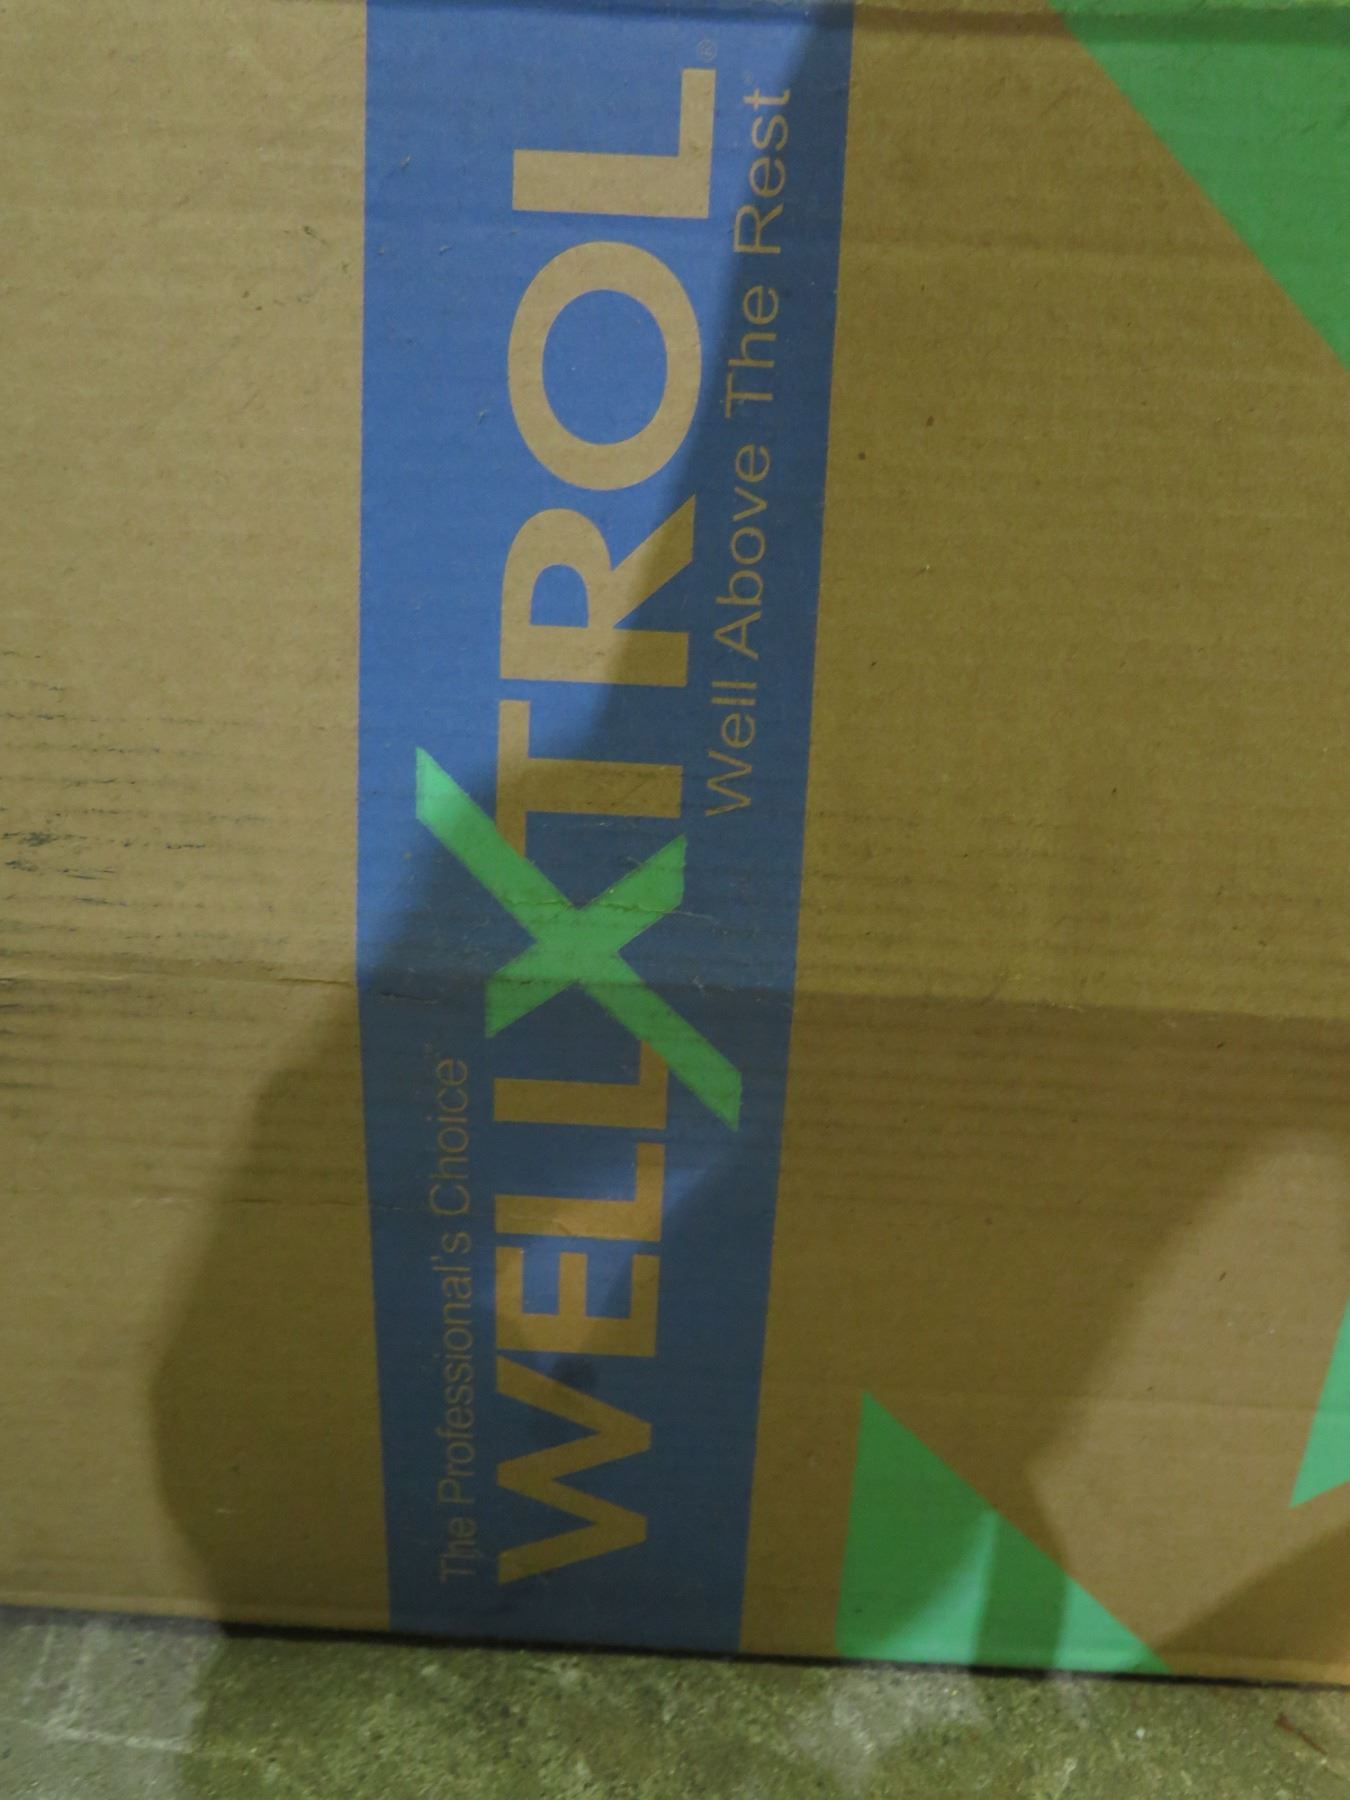 The Professional's Choice™
WELLXTROL®
Well Above The Rest